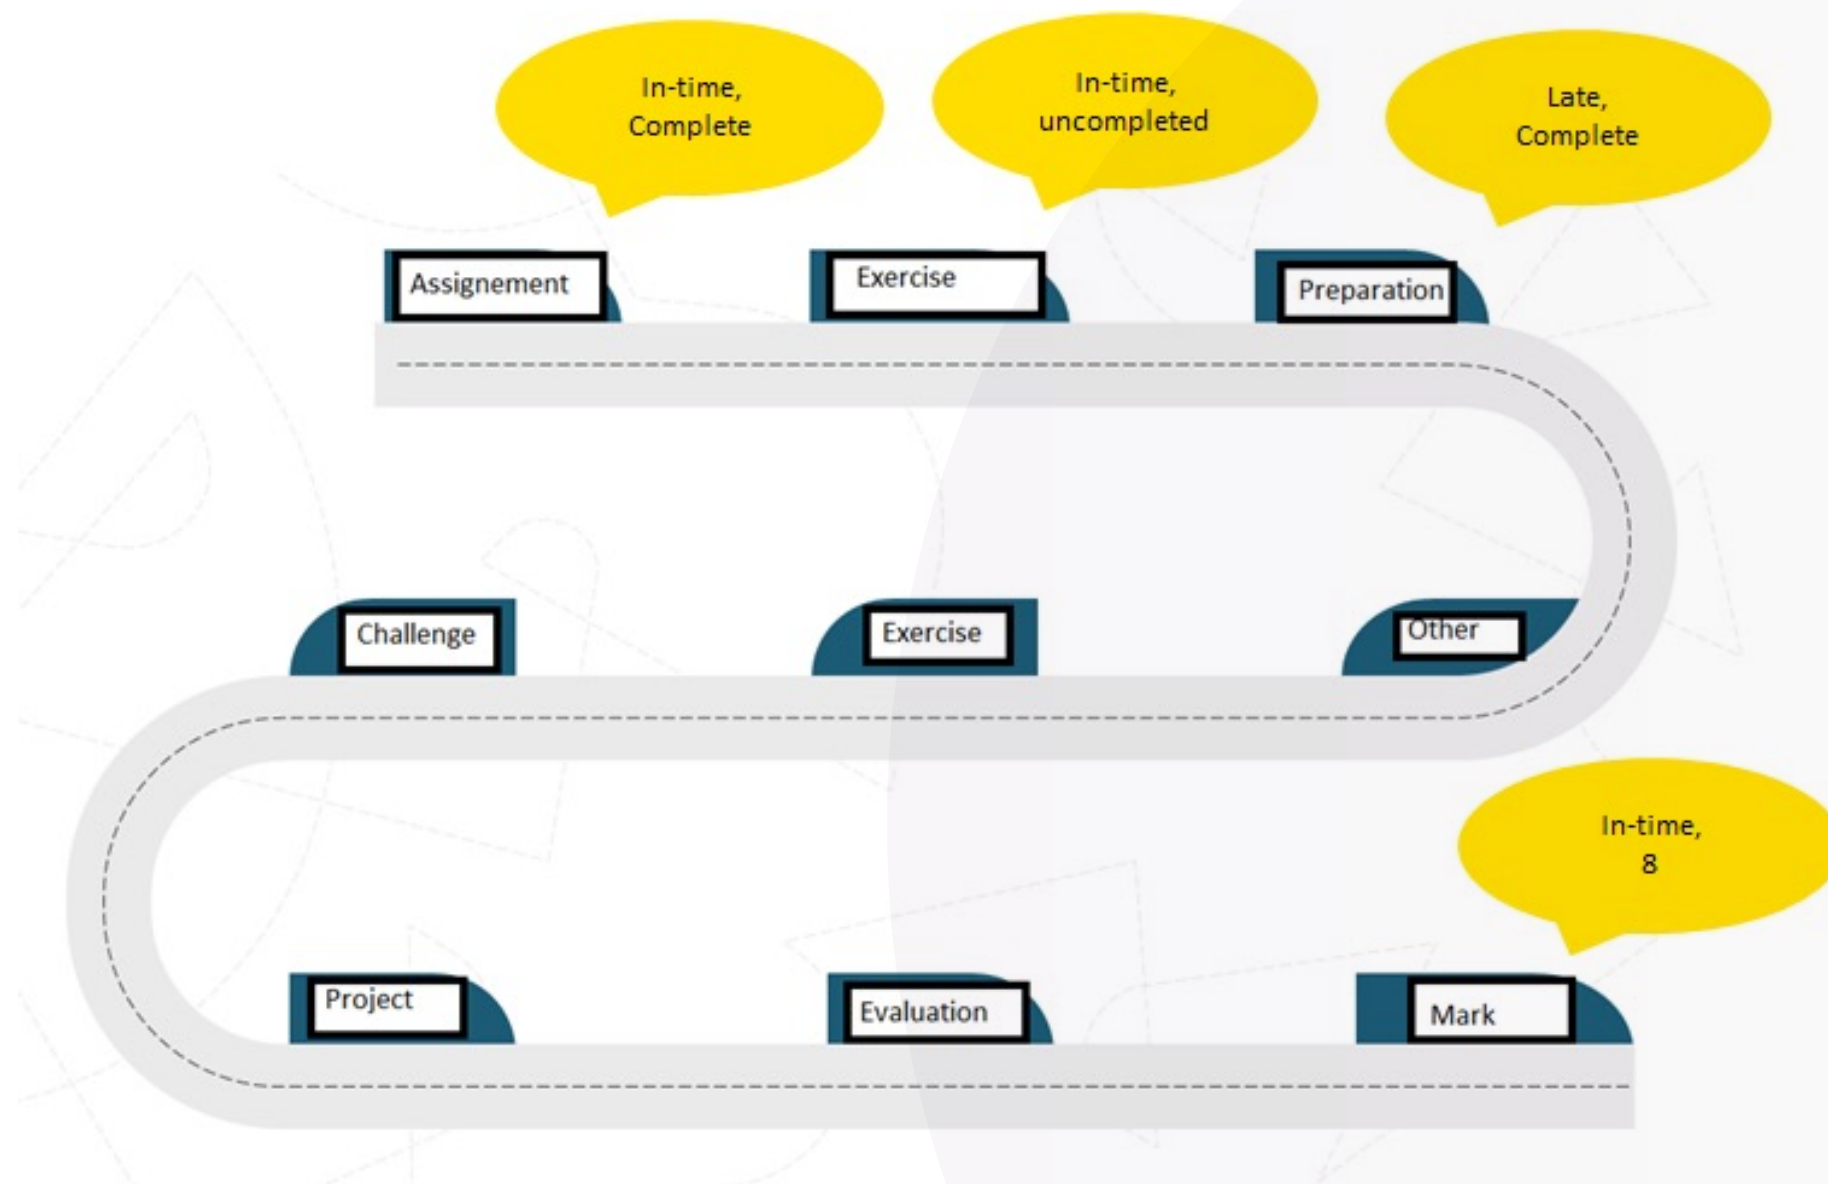 In-time,
Complete
In-time,
uncompleted
Late,
Complete
Assignement
Exercise
Preparation
Challenge
Exercise
Other
In-time,
8
Project
Evaluation
Mark